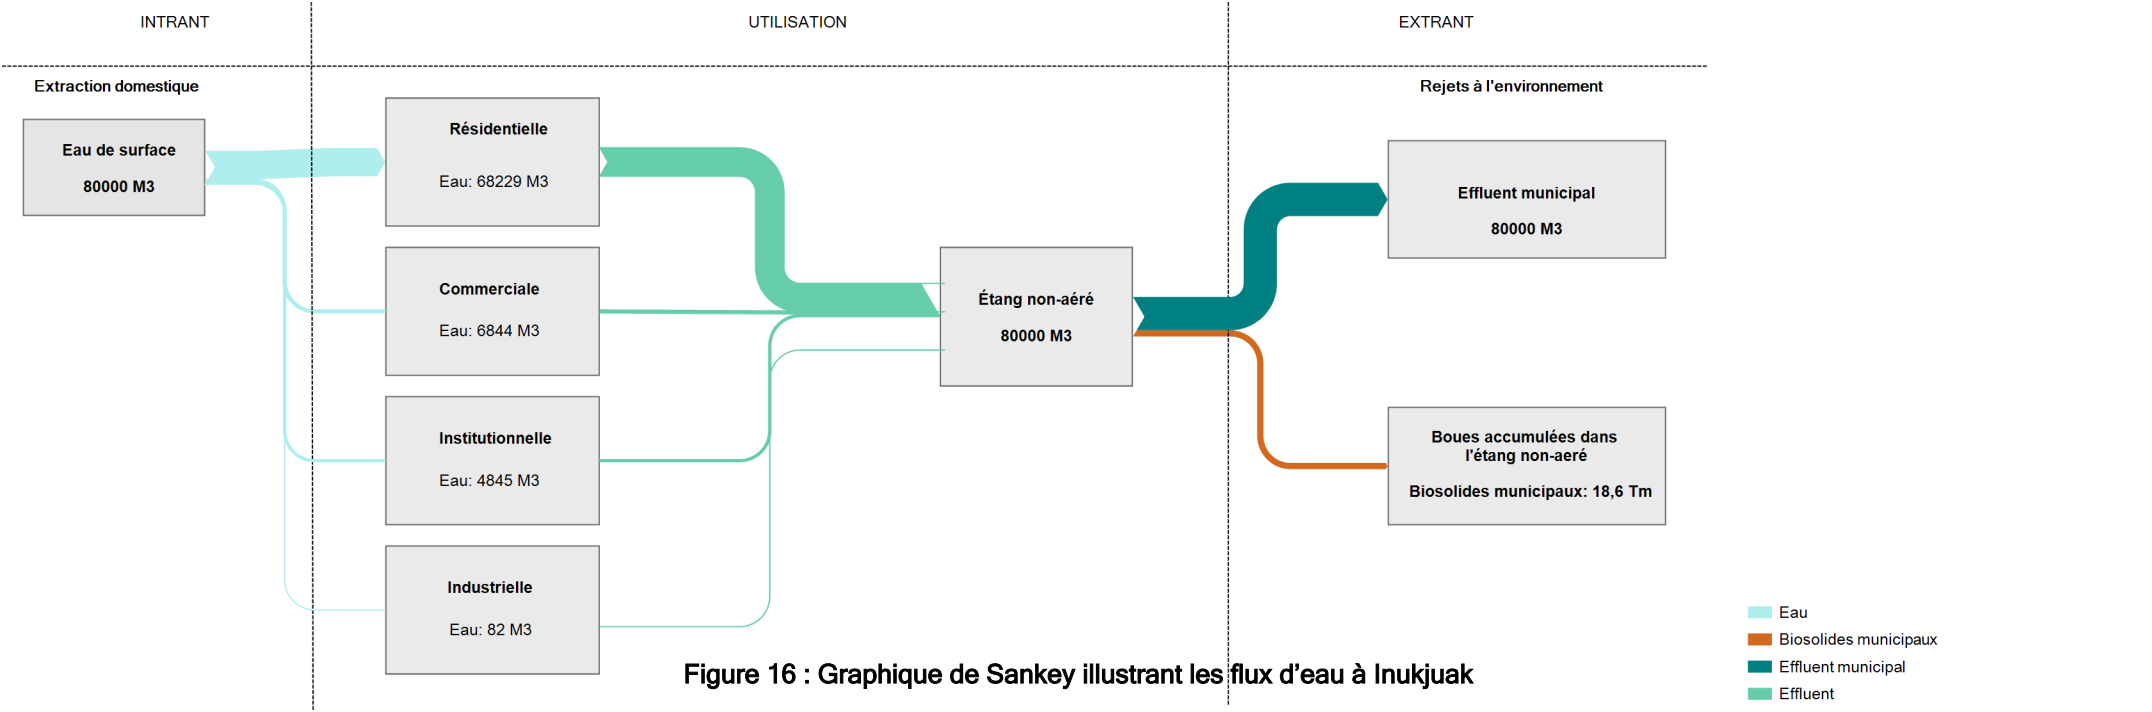 INTRANT
UTILISATION
EXTRANT
Extraction domestique
Rejets à l'environnement
Eau de surface
80000 M3
Résidentielle
Eau: 68229 M3
Commerciale
Eau: 6844 M3
Institutionnelle
Eau: 4845 M3
Industrielle
Eau: 82 M3
Étang non-aéré
80000 M3
Effluent municipal
80000 M3
Boues accumulées dans
l'étang non-aeré
Biosolides municipaux: 18,6 Tm
Eau
Biosolides municipaux
Effluent municipal
Effluent
Figure 16 : Graphique de Sankey illustrant les flux d’eau à Inukjuak